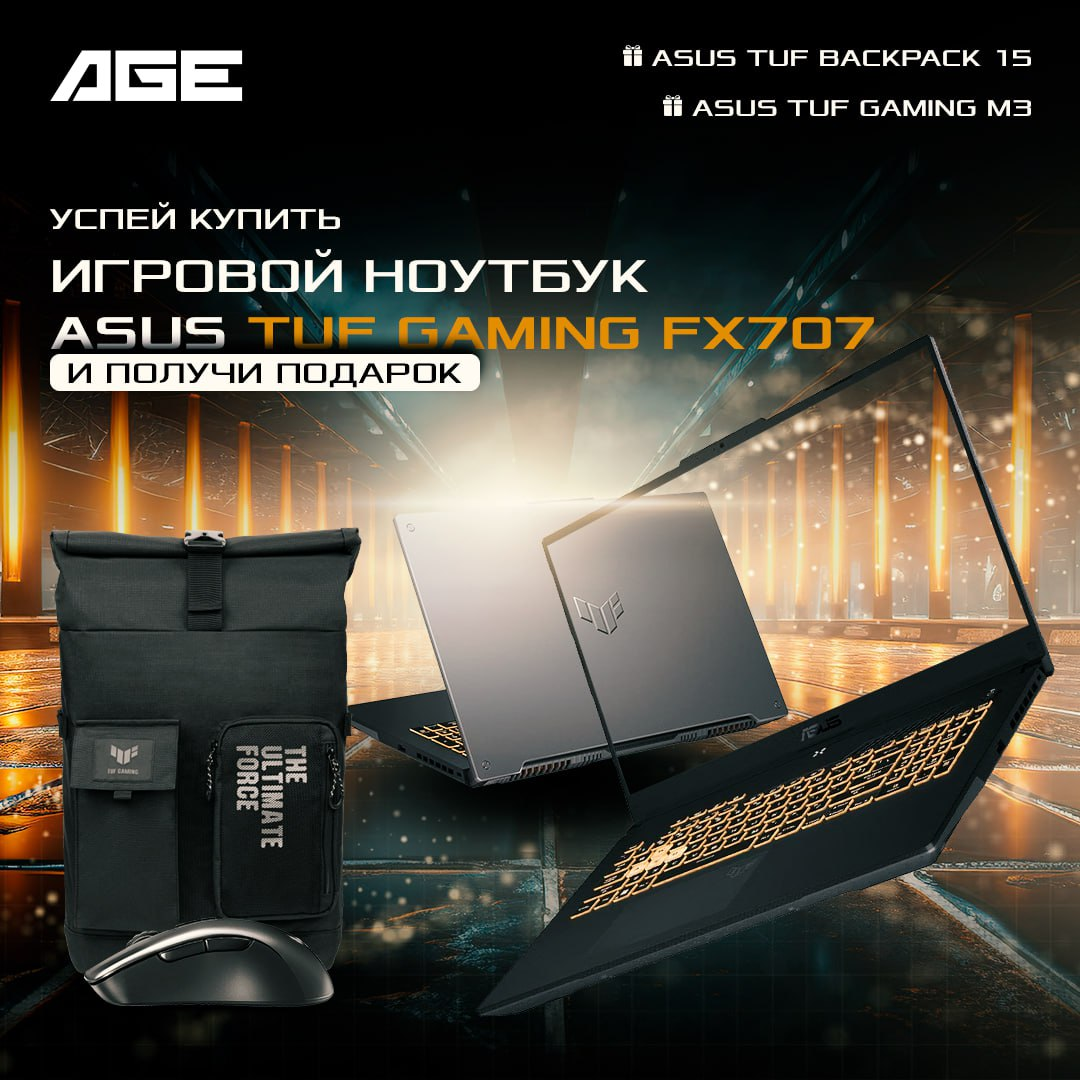 AGE
ASUS TUF BACKPACK 15
ASUS TUF GAMING M3
УСПЕЙ КУПИТЬ
ИГРОВОЙ НОУТБУК
ASUS TUF GAMING FX707
И ПОЛУЧИ ПОДАРОК
TUF GAMING
THE
ULTIMATE
FORCE
ASUS